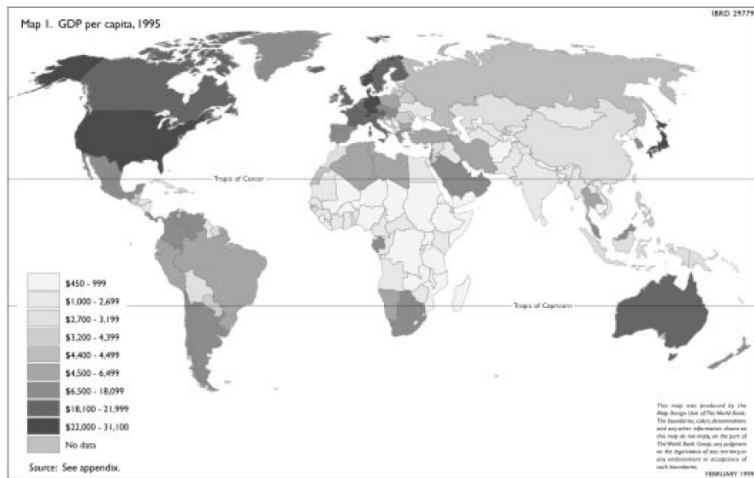 IBRD 29779
Map 1. GDP per capita, 1995
Tropic of Cancer
Tropic of Capricorn
$450 - 999
$1,000 - 2,699
$2,700 - 3,199
$3,200 - 4,399
$4,400 - 4,499
$4,500 - 6,499
$6,500 - 18,099
$18,100 - 21,999
$22,000 - 31,100
No data
Source: See appendix.
This map was produced by the
Map Design Unit of The World Bank.
The boundaries, colors, denominations
and any other information shown on
this map do not imply, on the part of
The World Bank Group, any judgment
on the legal status of any territory, or
any endorsement or acceptance of
such boundaries.
FEBRUARY 1999